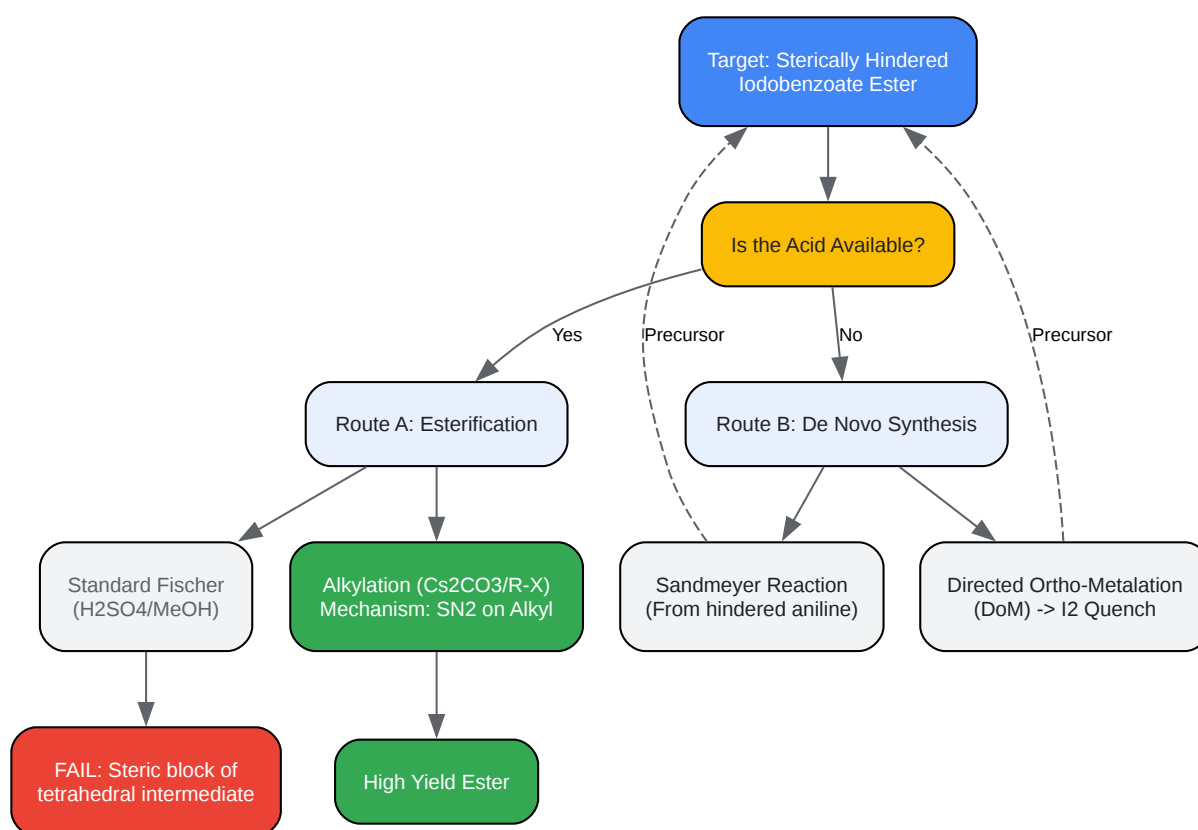 Target: Sterically Hindered
Iodobenzoate Ester
Is the Acid Available?
Yes
Precursor
No
Precursor
Route A: Esterification
Route B: De Novo Synthesis
Standard Fischer
(H2SO4/MeOH)
Alkylation (Cs2CO3/R-X)
Mechanism: SN2 on Alkyl
Sandmeyer Reaction
(From hindered aniline)
Directed Ortho-Metalation
(DoM) -> I2 Quench
FAIL: Steric block of
tetrahedral intermediate
High Yield Ester